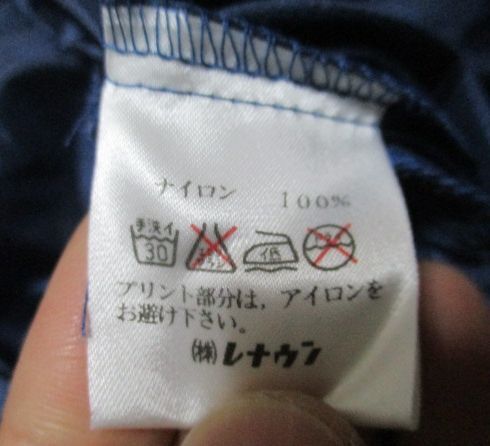 ナイロン 100%
手洗イ
30
低
プリント部分は、アイロンを
お避け下さい。
㈱ レナウン